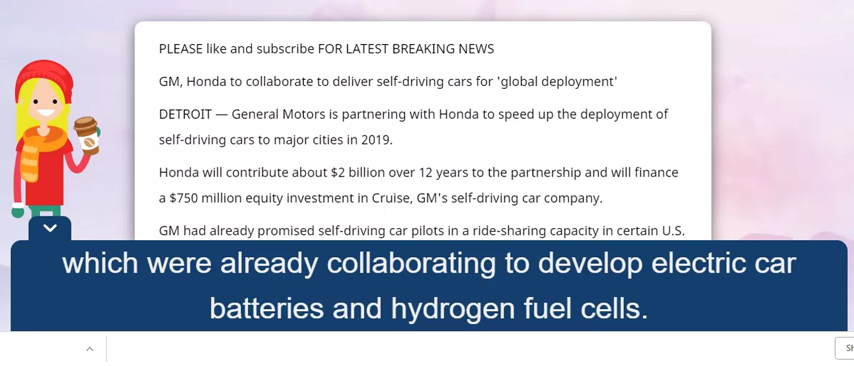 PLEASE like and subscribe FOR LATEST BREAKING NEWS
GM, Honda to collaborate to deliver self-driving cars for 'global deployment'
DETROIT — General Motors is partnering with Honda to speed up the deployment of
self-driving cars to major cities in 2019.
Honda will contribute about $2 billion over 12 years to the partnership and will finance
a $750 million equity investment in Cruise, GM's self-driving car company.
GM had already promised self-driving car pilots in a ride-sharing capacity in certain U.S.
which were already collaborating to develop electric car
batteries and hydrogen fuel cells.